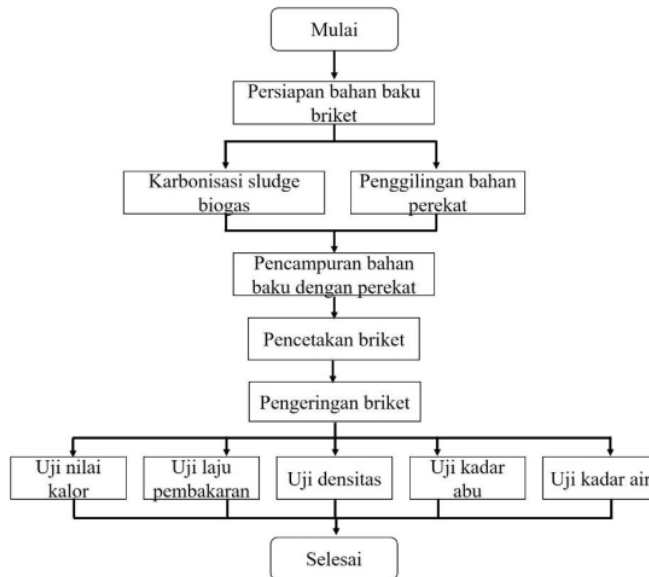 Mulai
Persiapan bahan baku
briket
Karbonisasi sludge
biogas
Penggilingan bahan
perekat
Pencampuran bahan
baku dengan perekat
Pencetakan briket
Pengeringan briket
Uji nilai
kalor
Uji laju
pembakaran
Uji densitas
Uji kadar
abu
Uji kadar air
Selesai